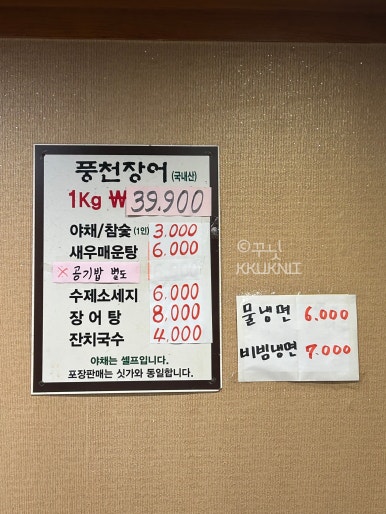 풍천장어 (국내산)
1Kg ₩ 39.900
야채/참숯 (1인) 3.000
새우매운탕 6.000
× 공기밥 별도
수제소세지 6.000
장어탕 8.000
잔치국수 4.000
야채는 셀프입니다.
포장판매는 싯가와 동일합니다.
물냉면 6.000
비빔냉면 7.000
©꾸닛
KKUKNIT